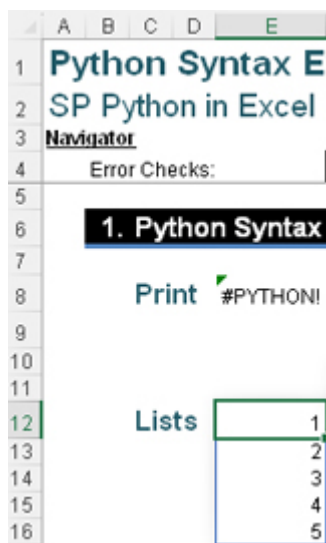 A B C D E
1 Python Syntax E
2 SP Python in Excel
3 Navigator
4 Error Checks:
5
6 1. Python Syntax
7
8 Print #PYTHON!
9
10
11
12 Lists 1
13 2
14 3
15 4
16 5